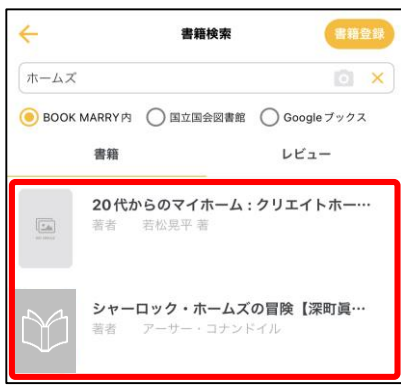 書籍検索
書籍登録
ホームズ
BOOK MARRY内 国立国会図書館 Googleブックス
書籍 レビュー
20代からのマイホーム : クリエイトホー…
著者 若松晃平 著
シャーロック・ホームズの冒険【深町眞…
著者 アーサー・コナンドイル